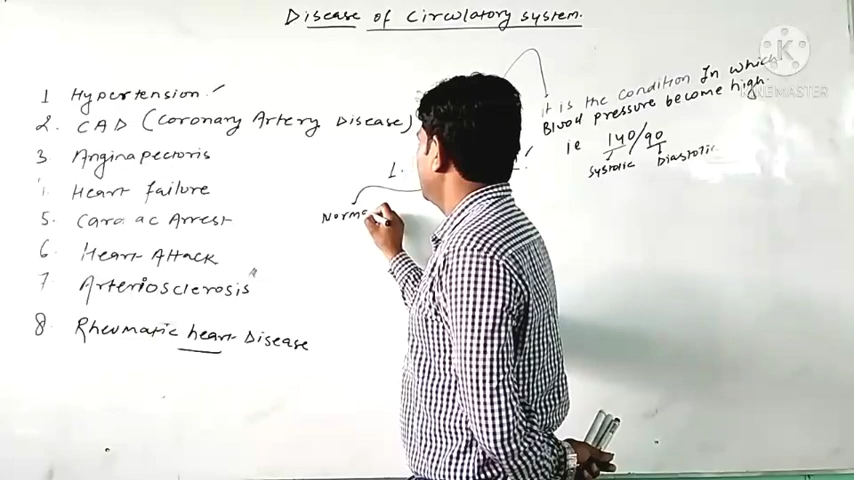 Disease of circulatory system.
1 Hypertension.
2. CAD (Coronary Artery Disease)
3. Anginapectoris
Heart failure
5. Arrest
6 Heart Attack
7 Arteriosclerosis
8. Rheumatic heart Disease
It is the condition In which
Blood pressure become high.
ie 140/90
systolic Diastolic
1.
Norma
KINEMASTER